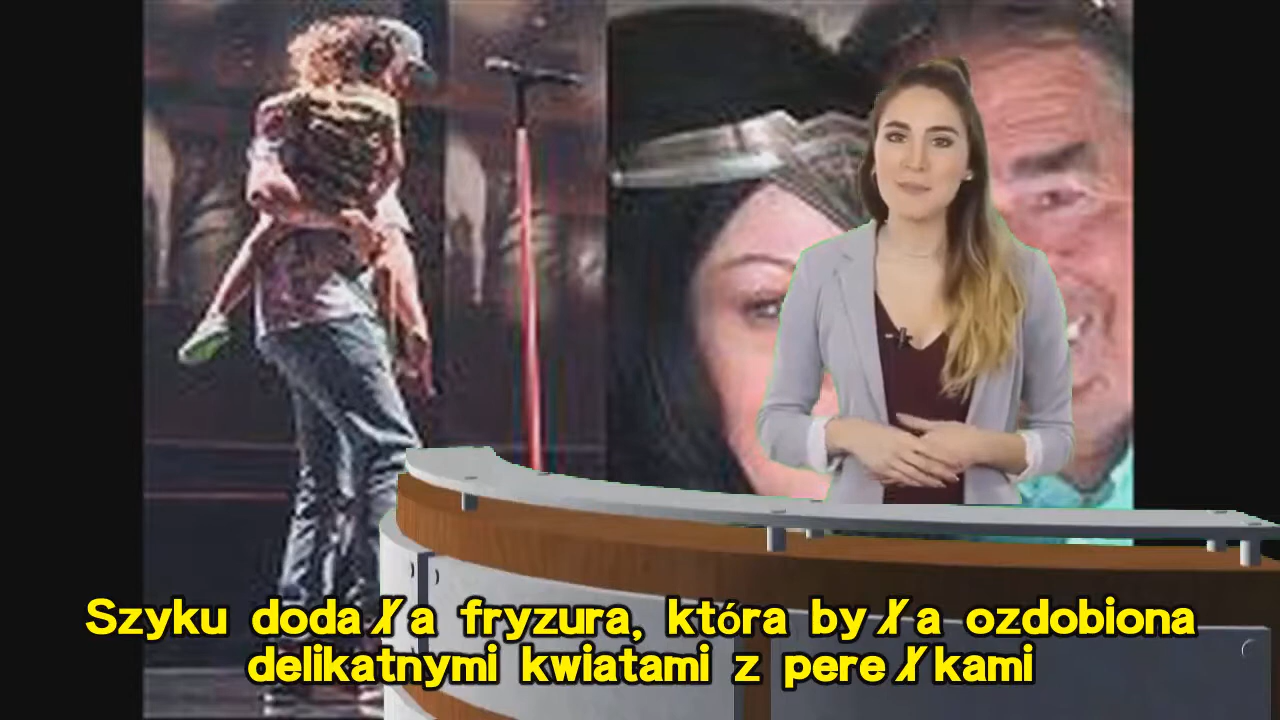 Szyku dodała fryzura, która była ozdobiona
delikatnymi kwiatami z perełkami